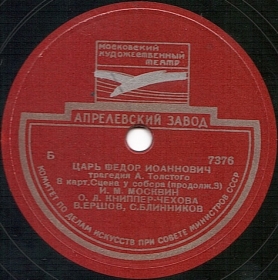 МОСКОВСКИЙ
ХУДОЖЕСТВЕННЫЙ
ТЕАТР
АПРЕЛЕВСКИЙ ЗАВОД
Б 7376
ЦАРЬ ФЕДОР ИОАННОВИЧ
трагедия А. Толстого
8 карт. Сцена у собора (продолж. 3)
И. М. МОСКВИН
О. Л. КНИППЕР-ЧЕХОВА
В. ЕРШОВ, С. БЛИННИКОВ
КОМИТЕТ ПО ДЕЛАМ ИСКУССТВ ПРИ СОВЕТЕ МИНИСТРОВ СССР